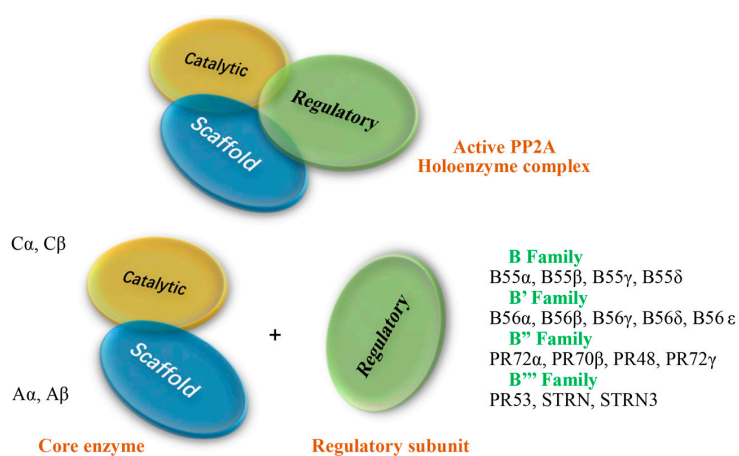 Catalytic
Regulatory
Scaffold
Active PP2A
Holoenzyme complex
Cα, Cβ
Catalytic
Scaffold
Aα, Aβ
Core enzyme
+
Regulatory
Regulatory subunit
B Family
B55α, B55β, B55γ, B55δ
B' Family
B56α, B56β, B56γ, B56δ, B56 ε
B” Family
PR72α, PR70β, PR48, PR72γ
B”’ Family
PR53, STRN, STRN3